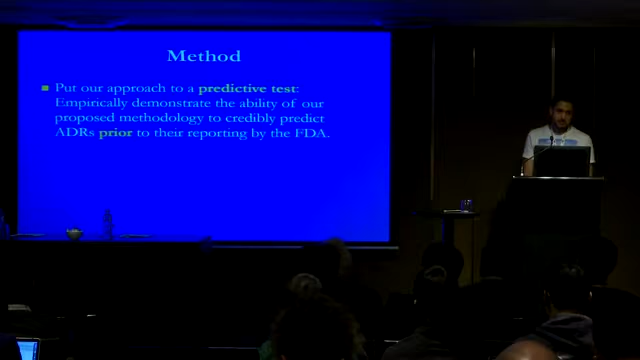 Method
Put our approach to a predictive test:
Empirically demonstrate the ability of our
proposed methodology to credibly predict
ADRs prior to their reporting by the FDA.